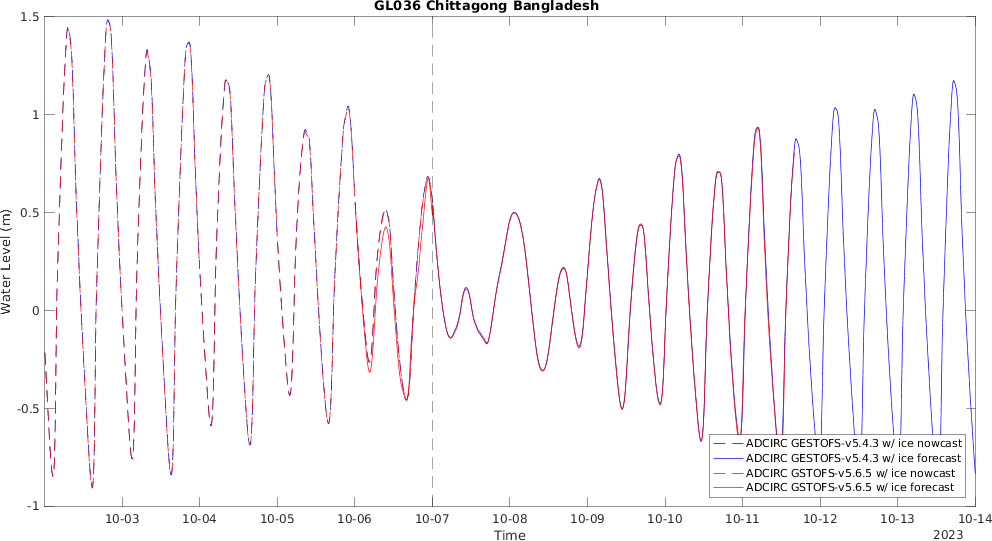 GL036 Chittagong Bangladesh
1.5
1
0.5
0
-0.5
-1
Water Level (m)
10-03 10-04 10-05 10-06 10-07 10-08 10-09 10-10 10-11 10-12 10-13 10-14
Time
2023
ADCIRC GESTOFS-v5.4.3 w/ ice nowcast
ADCIRC GESTOFS-v5.4.3 w/ ice forecast
ADCIRC GSTOFS-v5.6.5 w/ ice nowcast
ADCIRC GSTOFS-v5.6.5 w/ ice forecast